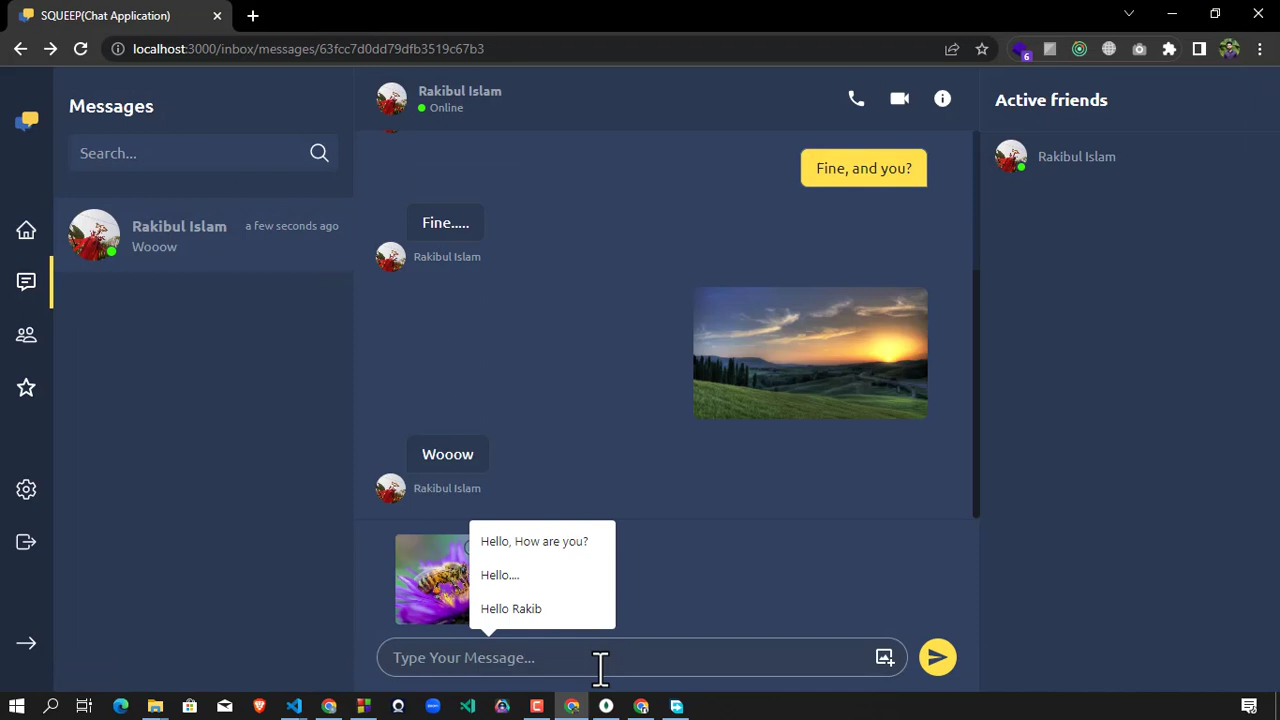 SQUEEP(Chat Application)
localhost:3000/inbox/messages/63fcc7d0dd79dfb3519c67b3
6
Messages
Search...
Rakibul Islam
a few seconds ago
Wooow
Rakibul Islam
Online
Fine, and you?
Fine.....
Rakibul Islam
Wooow
Rakibul Islam
Hello, How are you?
Hello....
Hello Rakib
Type Your Message...
Active friends
Rakibul Islam